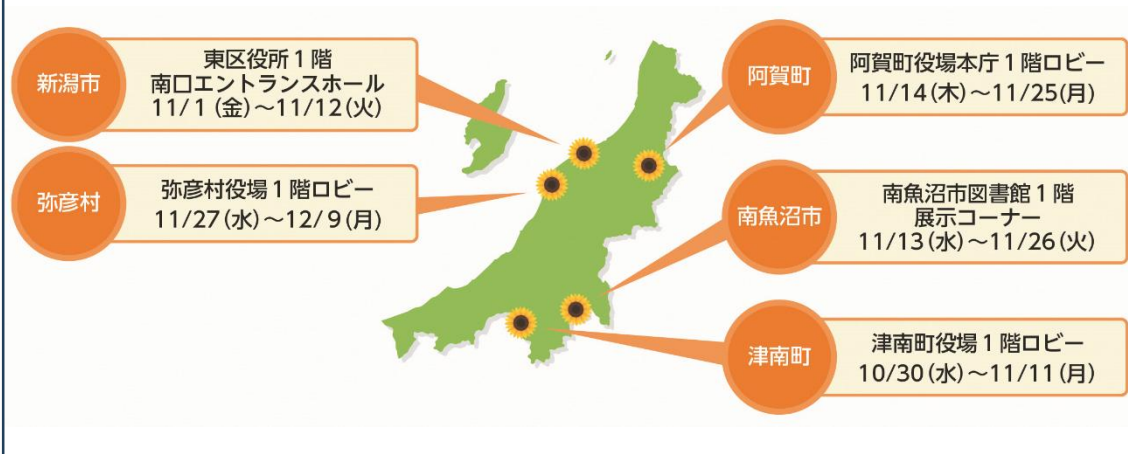 新潟市
東区役所1階
南口エントランスホール
11/1(金)～11/12(火)
弥彦村
弥彦村役場1階ロビー
11/27(水)～12/9(月)
阿賀町
阿賀町役場本庁1階ロビー
11/14(木)～11/25(月)
南魚沼市
南魚沼市図書館1階
展示コーナー
11/13(水)～11/26(火)
津南町
津南町役場1階ロビー
10/30(水)～11/11(月)